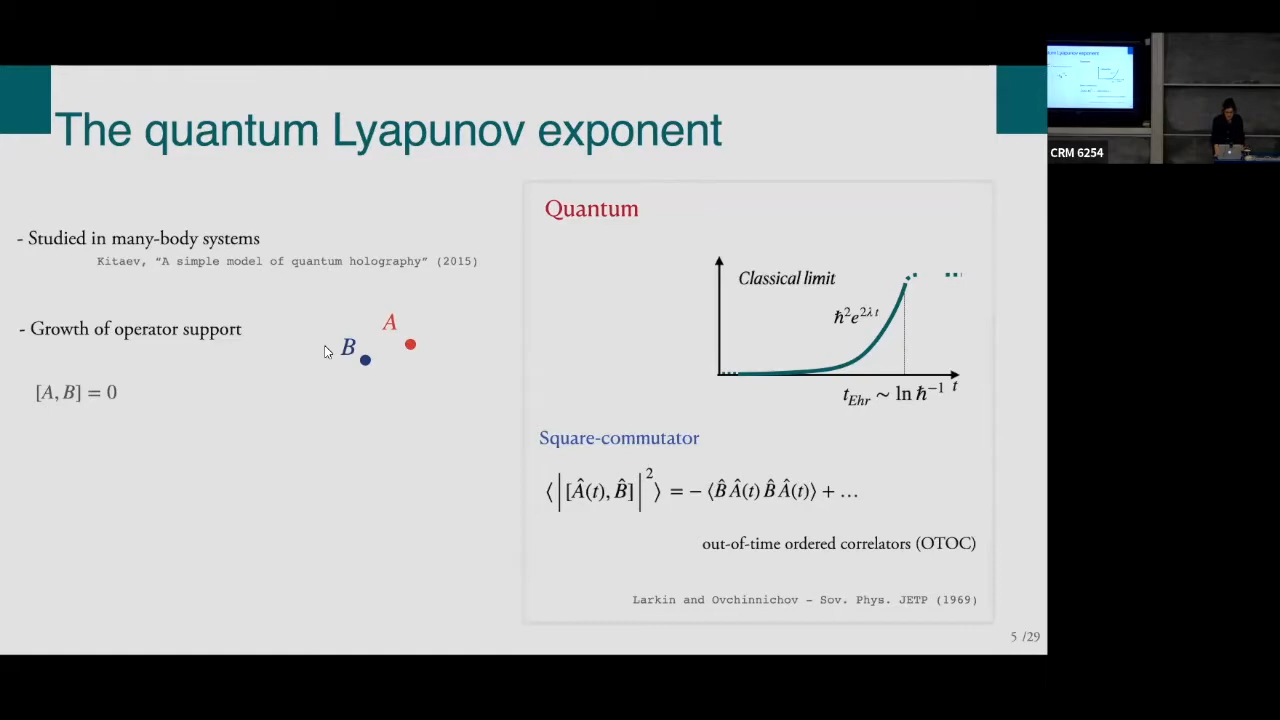 The quantum Lyapunov exponent
- Studied in many-body systems
Kitaev, “A simple model of quantum holography” (2015)
- Growth of operator support
A
B
[A, B] = 0
Quantum
Classical limit
ℏ²e^{2λt}
t_{Ehr} ~ ln ℏ⁻¹
t
Square-commutator
⟨|[Â(t), B̂]|²⟩ = − ⟨B̂ Â(t) B̂ Â(t)⟩ + …
out-of-time ordered correlators (OTOC)
Larkin and Ovchinnichov – Sov. Phys. JETP (1969)
5 /29
CRM 6254